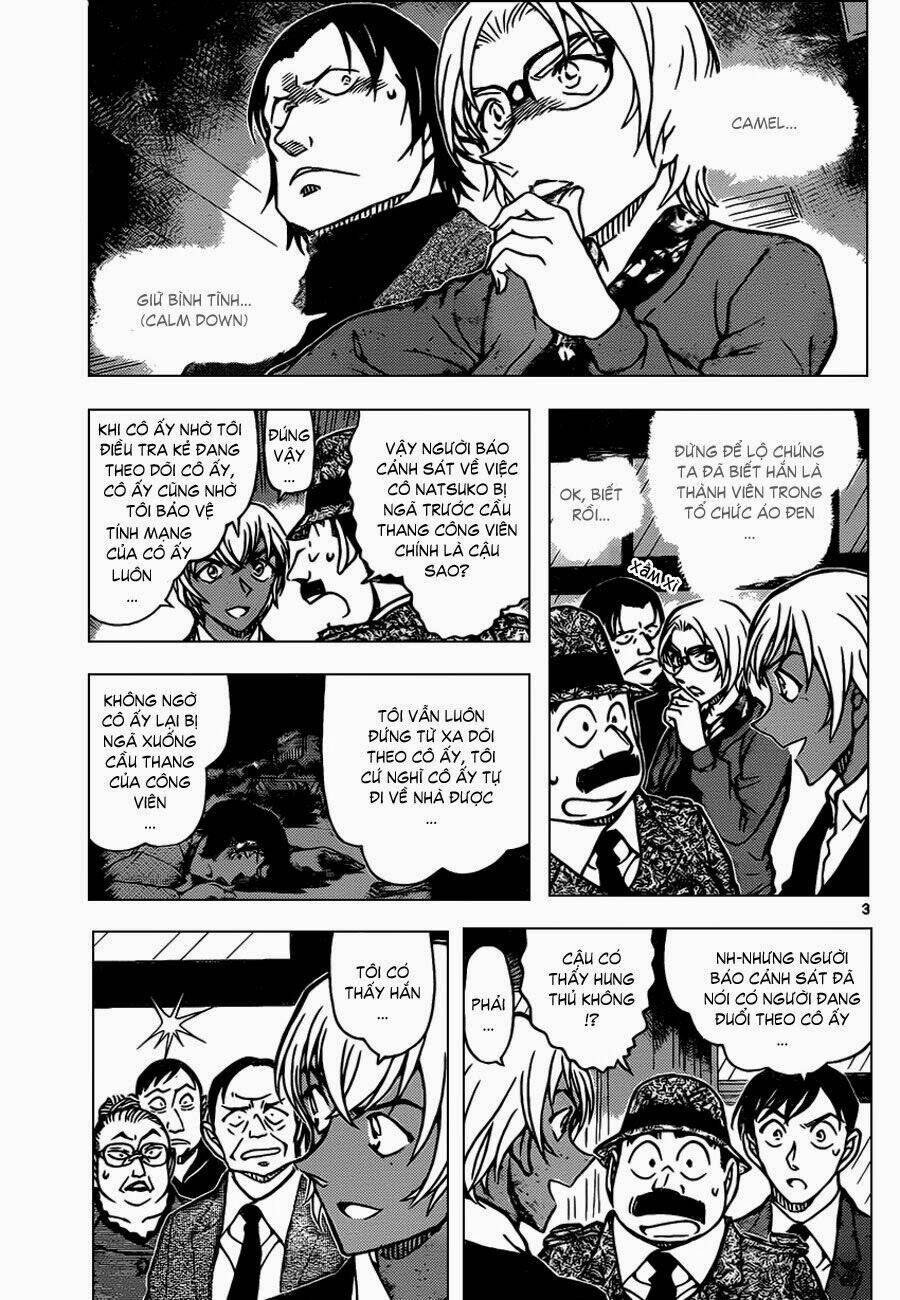 CAMEL...
GIỮ BÌNH TĨNH...
(CALM DOWN)
ĐỪNG ĐỂ LỘ CHÚNG
TA ĐÃ BIẾT HẮN LÀ
THÀNH VIÊN TRONG
TỔ CHỨC ÁO ĐEN
...
OK, BIẾT
RỒI...
XẦM XÌ
VẬY NGƯỜI BÁO
CẢNH SÁT VỀ VIỆC
CÔ NATSUKO BỊ
NGÃ TRƯỚC CẦU
THANG CÔNG VIÊN
CHÍNH LÀ CẬU
SAO?
ĐÚNG
VẬY
...
KHI CÔ ẤY NHỜ TÔI
ĐIỀU TRA KẺ ĐANG
THEO DÕI CÔ ẤY,
CÔ ẤY CŨNG NHỜ
TÔI BẢO VỆ
TÍNH MẠNG
CỦA CÔ ẤY
LUÔN
...
TÔI VẪN LUÔN
ĐỨNG TỪ XA DÕI
THEO CÔ ẤY, TÔI
CỨ NGHĨ CÔ ẤY TỰ
ĐI VỀ NHÀ ĐƯỢC
...
KHÔNG NGỜ
CÔ ẤY LẠI BỊ
NGÃ XUỐNG
CẦU THANG
CỦA CÔNG
VIÊN
...
3
NH-NHƯNG NGƯỜI
BÁO CẢNH SÁT ĐÃ
NÓI CÓ NGƯỜI ĐANG
ĐUỔI THEO CÔ ẤY
...
CẬU CÓ
THẤY HUNG
THỦ KHÔNG
!?
PHẢI
...
TÔI CÓ
THẤY HẮN
...